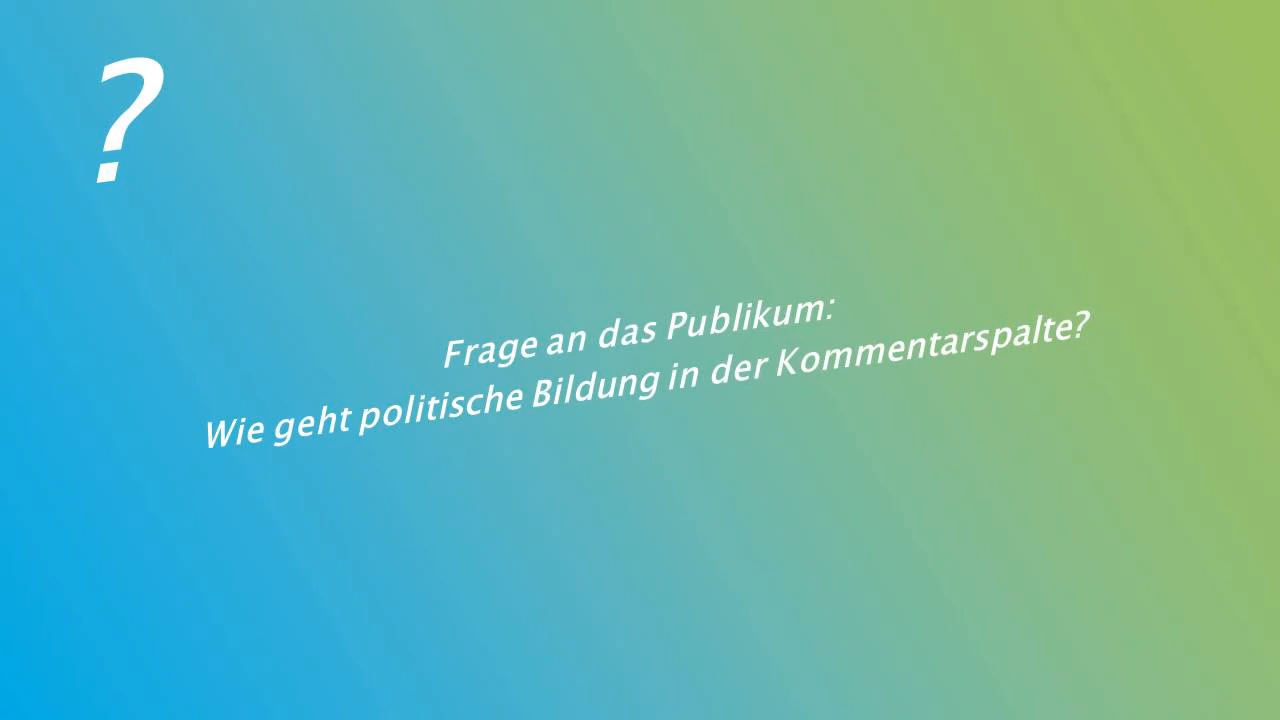 ?
Frage an das Publikum:
Wie geht politische Bildung in der Kommentarspalte?